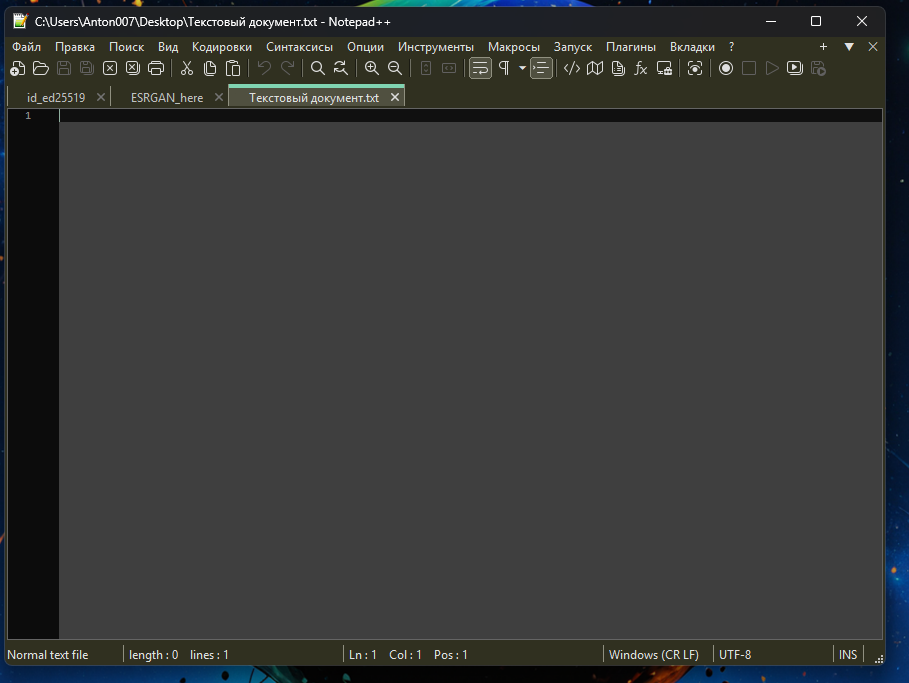 C:\Users\Anton007\Desktop\Текстовый документ.txt - Notepad++
Файл Правка Поиск Вид Кодировки Синтаксисы Опции Инструменты Макросы Запуск Плагины Вкладки ?
id_ed25519 ESRGAN_here Текстовый документ.txt
1
Normal text file length : 0 lines : 1 Ln : 1 Col : 1 Pos : 1 Windows (CR LF) UTF-8 INS